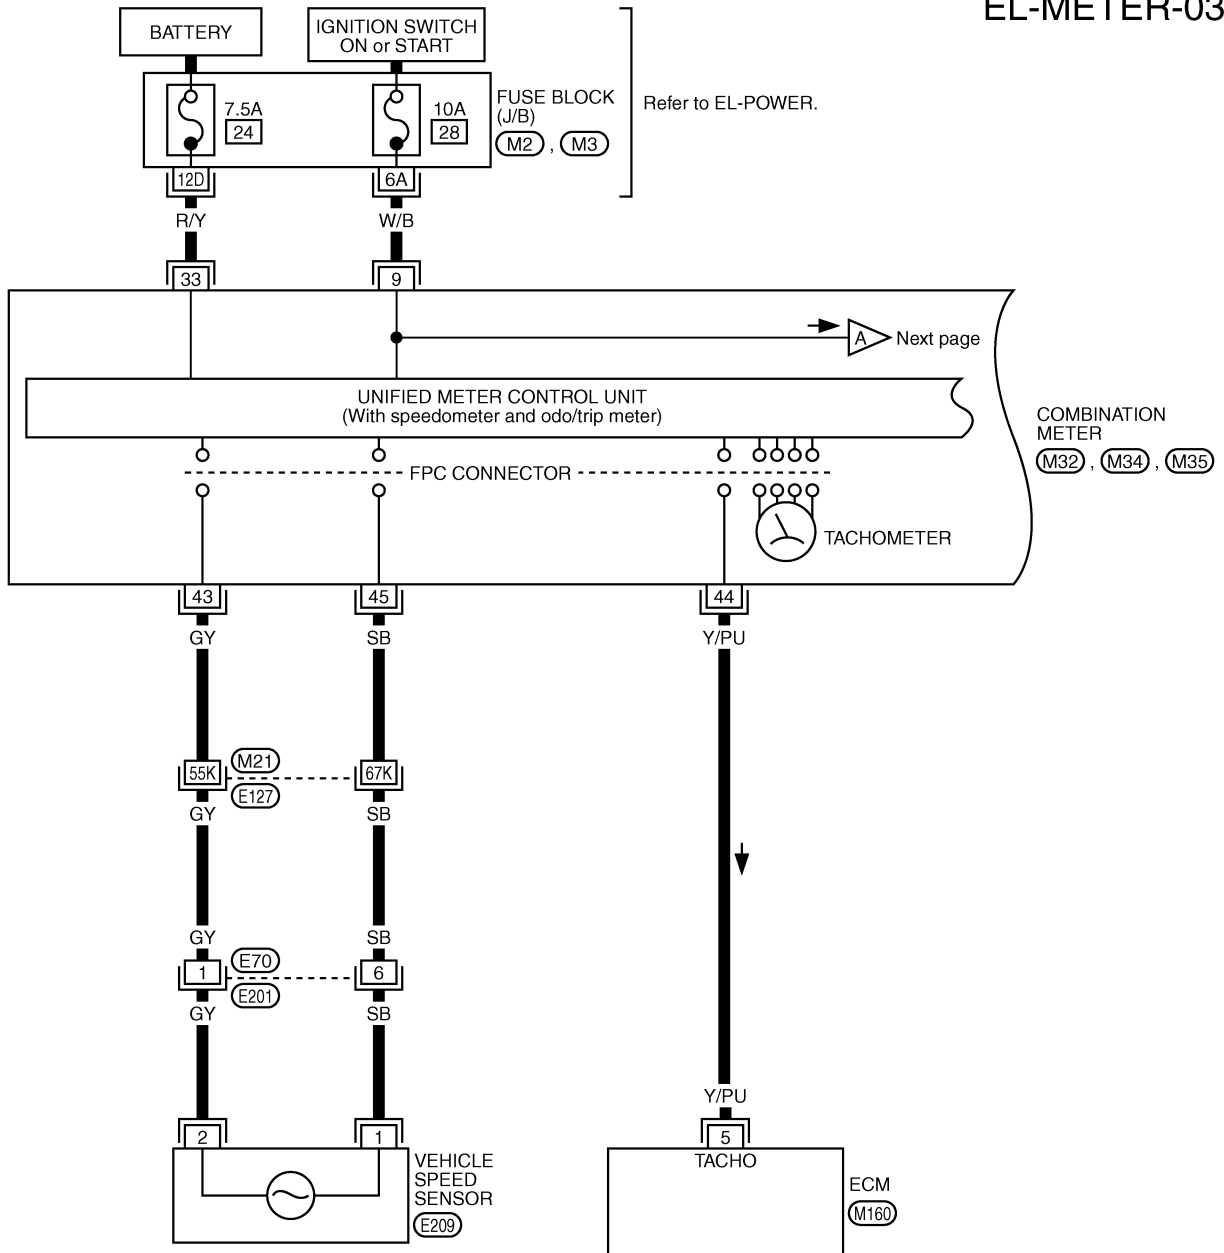 EL-METER-03
BATTERY
IGNITION SWITCH
ON or START
7.5A
24
10A
28
FUSE BLOCK
(J/B)
M2 , M3
Refer to EL-POWER.
12D
6A
R/Y
W/B
33
9
A
Next page
UNIFIED METER CONTROL UNIT
(With speedometer and odo/trip meter)
COMBINATION
METER
M32 , M34 , M35
FPC CONNECTOR
TACHOMETER
43
45
44
GY
SB
Y/PU
55K
M21
E127
67K
GY
SB
GY
SB
1
E70
E201
6
GY
SB
Y/PU
2
1
5
TACHO
VEHICLE
SPEED
SENSOR
E209
ECM
M160